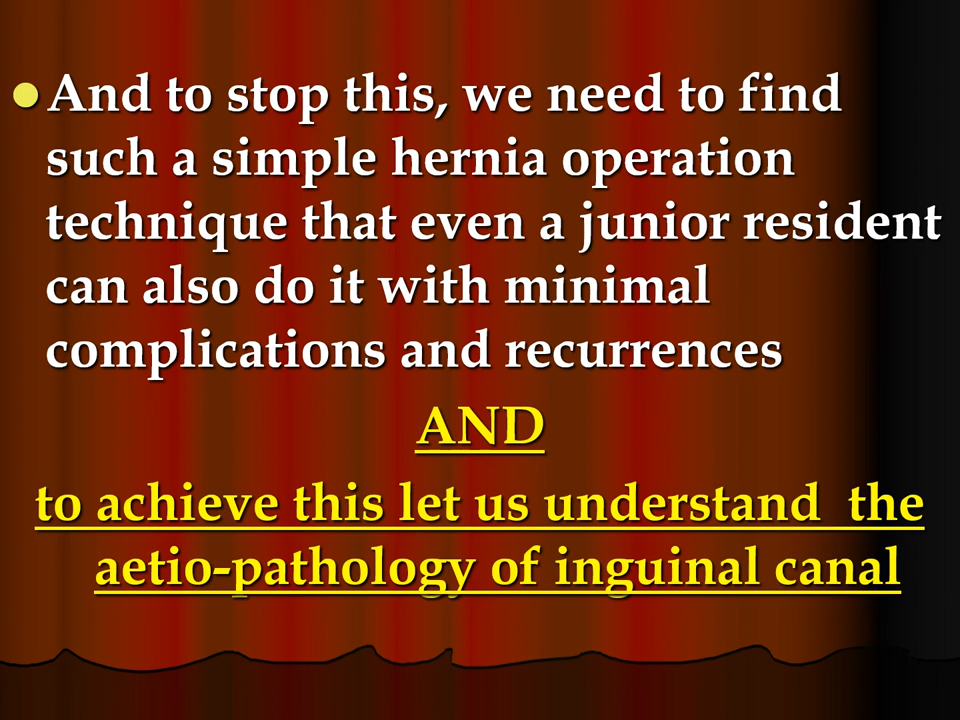 And to stop this, we need to find
such a simple hernia operation
technique that even a junior resident
can also do it with minimal
complications and recurrences
AND
to achieve this let us understand  the
aetio-pathology of inguinal canal